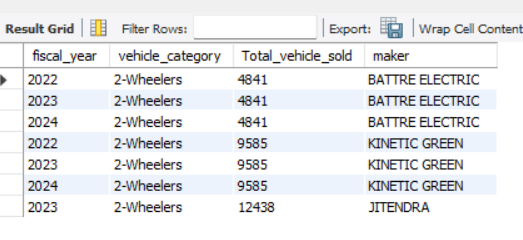 Result Grid Filter Rows: Export: Wrap Cell Content
fiscal_year vehicle_category Total_vehicle_sold maker
2022 2-Wheelers 4841 BATTRE ELECTRIC
2023 2-Wheelers 4841 BATTRE ELECTRIC
2024 2-Wheelers 4841 BATTRE ELECTRIC
2022 2-Wheelers 9585 KINETIC GREEN
2023 2-Wheelers 9585 KINETIC GREEN
2024 2-Wheelers 9585 KINETIC GREEN
2023 2-Wheelers 12438 JITENDRA